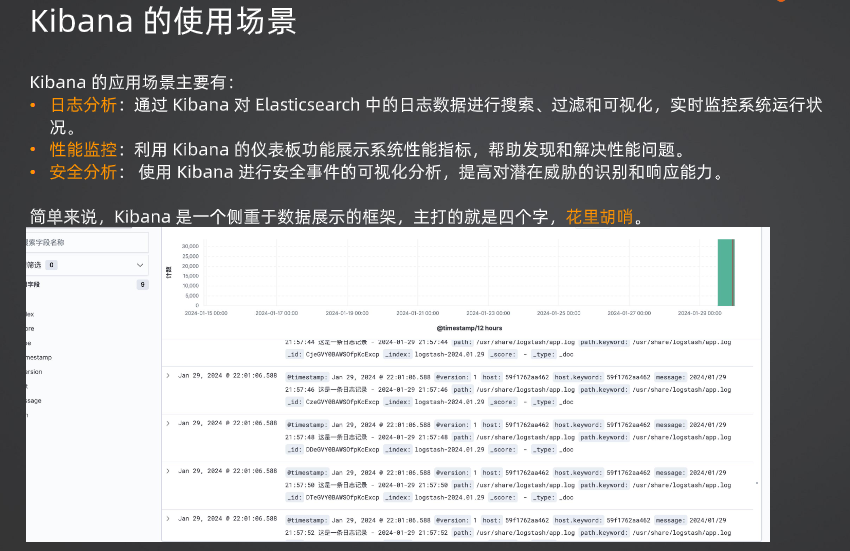 Kibana 的使用场景
Kibana 的应用场景主要有：
• 日志分析：通过 Kibana 对 Elasticsearch 中的日志数据进行搜索、过滤和可视化，实时监控系统运行状
况。
• 性能监控：利用 Kibana 的仪表板功能展示系统性能指标，帮助发现和解决性能问题。
• 安全分析： 使用 Kibana 进行安全事件的可视化分析，提高对潜在威胁的识别和响应能力。
简单来说，Kibana 是一个侧重于数据展示的框架，主打的就是四个字，花里胡哨。
搜索字段名称
筛选 0
字段 9
dex
ore
pe
mestamp
ersion
t
ssage
h
计数
30,000
25,000
20,000
15,000
10,000
5,000
0
2024-01-15 00:00 2024-01-17 00:00 2024-01-19 00:00 2024-01-21 00:00 2024-01-23 00:00 2024-01-25 00:00 2024-01-27 00:00 2024-01-29 00:00
@timestamp/12 hours
21:57:44 这是一条日志记录 - 2024-01-29 21:57:44 path: /usr/share/logstash/app.log path.keyword: /usr/share/logstash/app.log
_id: CjeGVY0BAWSOfpKcExcp _index: logstash-2024.01.29 _score: - _type: _doc
Jan 29, 2024 @ 22:01:06.588 @timestamp: Jan 29, 2024 @ 22:01:06.588 @version: 1 host: 59f1762aa462 host.keyword: 59f1762aa462 message: 2024/01/29
21:57:46 这是一条日志记录 - 2024-01-29 21:57:46 path: /usr/share/logstash/app.log path.keyword: /usr/share/logstash/app.log
_id: CzeGVY0BAWSOfpKcExcp _index: logstash-2024.01.29 _score: - _type: _doc
Jan 29, 2024 @ 22:01:06.588 @timestamp: Jan 29, 2024 @ 22:01:06.588 @version: 1 host: 59f1762aa462 host.keyword: 59f1762aa462 message: 2024/01/29
21:57:48 这是一条日志记录 - 2024-01-29 21:57:48 path: /usr/share/logstash/app.log path.keyword: /usr/share/logstash/app.log
_id: DDeGVY0BAWSOfpKcExcp _index: logstash-2024.01.29 _score: - _type: _doc
Jan 29, 2024 @ 22:01:06.588 @timestamp: Jan 29, 2024 @ 22:01:06.588 @version: 1 host: 59f1762aa462 host.keyword: 59f1762aa462 message: 2024/01/29
21:57:50 这是一条日志记录 - 2024-01-29 21:57:50 path: /usr/share/logstash/app.log path.keyword: /usr/share/logstash/app.log
_id: DTeGVY0BAWSOfpKcExcp _index: logstash-2024.01.29 _score: - _type: _doc
Jan 29, 2024 @ 22:01:06.588 @timestamp: Jan 29, 2024 @ 22:01:06.588 @version: 1 host: 59f1762aa462 host.keyword: 59f1762aa462 message: 2024/01/29
21:57:52 这是一条日志记录 - 2024-01-29 21:57:52 path: /usr/share/logstash/app.log path.keyword: /usr/share/logstash/app.log